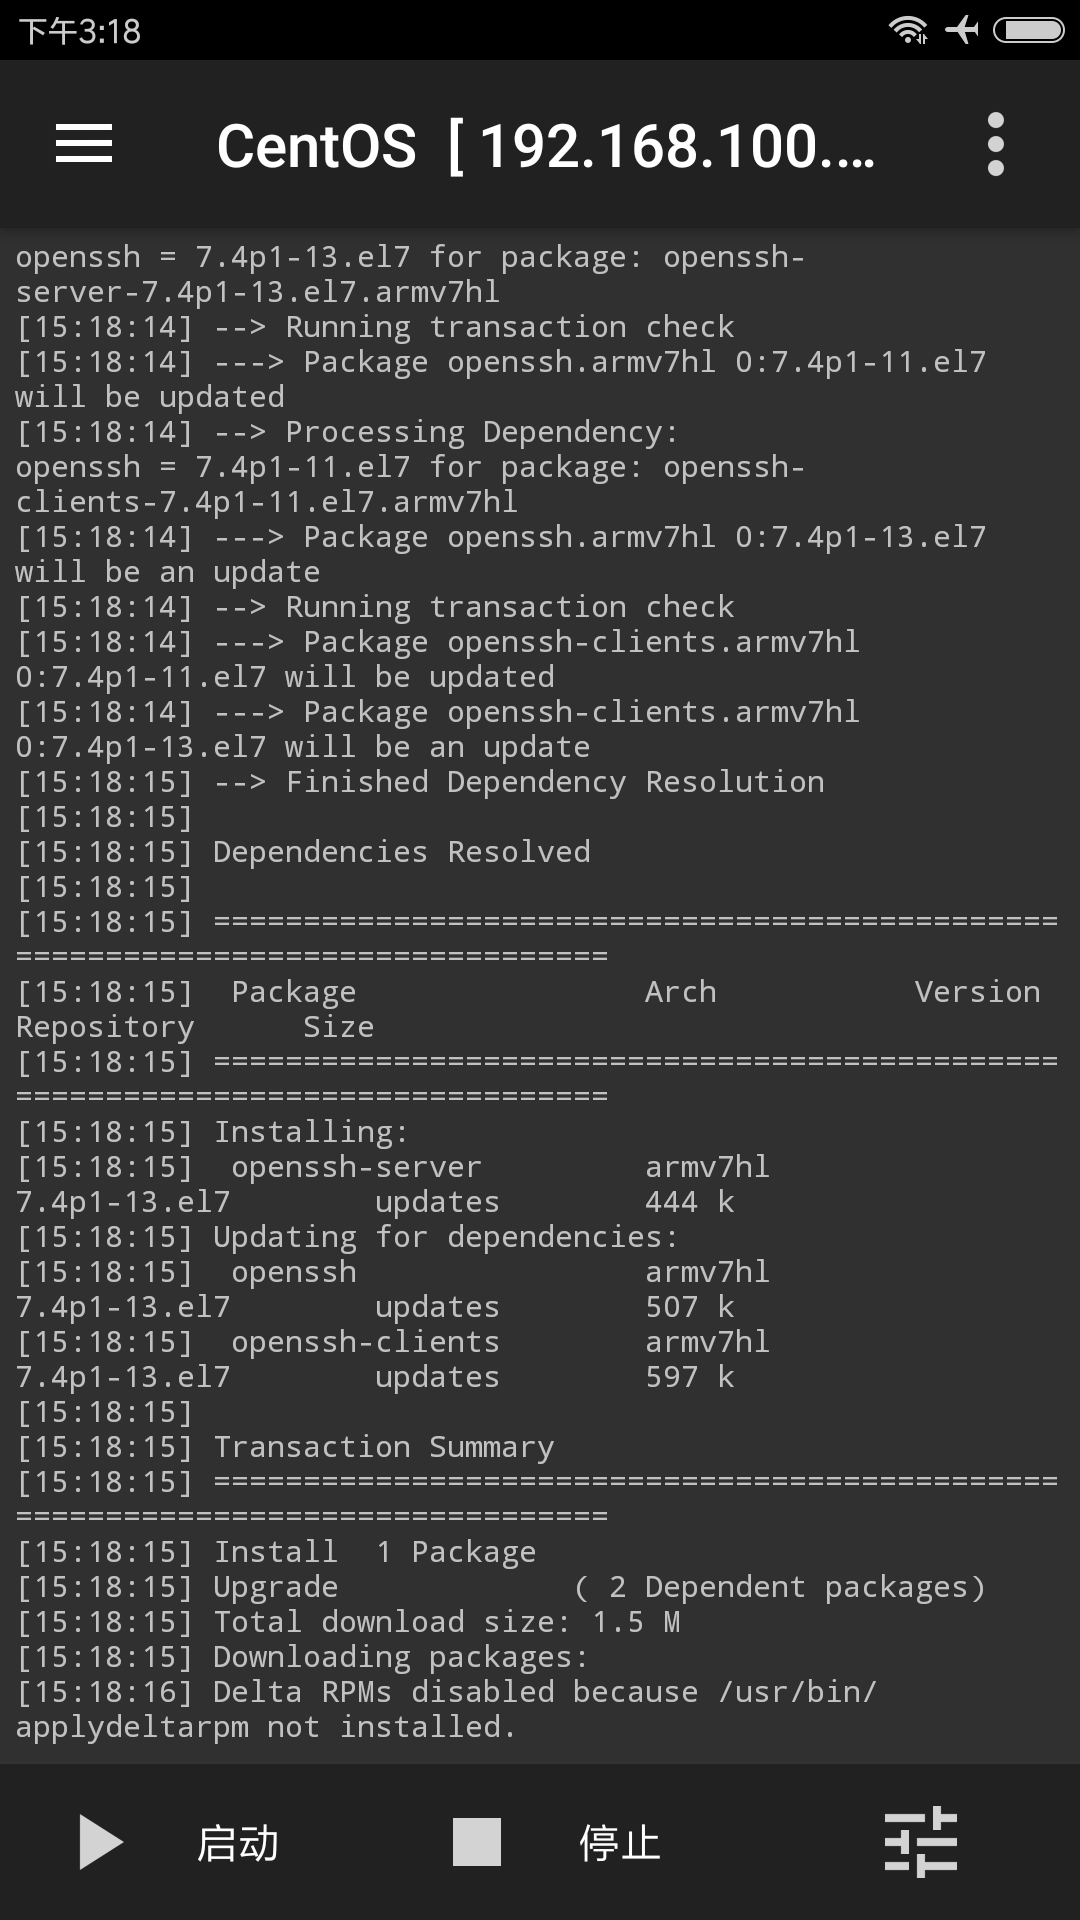 下午3:18
CentOS [ 192.168.100.…
openssh = 7.4p1-13.el7 for package: openssh-
server-7.4p1-13.el7.armv7hl
[15:18:14] --> Running transaction check
[15:18:14] ---> Package openssh.armv7hl 0:7.4p1-11.el7
will be updated
[15:18:14] --> Processing Dependency:
openssh = 7.4p1-11.el7 for package: openssh-
clients-7.4p1-11.el7.armv7hl
[15:18:14] ---> Package openssh.armv7hl 0:7.4p1-13.el7
will be an update
[15:18:14] --> Running transaction check
[15:18:14] ---> Package openssh-clients.armv7hl
0:7.4p1-11.el7 will be updated
[15:18:14] ---> Package openssh-clients.armv7hl
0:7.4p1-13.el7 will be an update
[15:18:15] --> Finished Dependency Resolution
[15:18:15]
[15:18:15] Dependencies Resolved
[15:18:15]
[15:18:15] ===============================================
=================================
[15:18:15]  Package                Arch           Version
Repository      Size
[15:18:15] ===============================================
=================================
[15:18:15] Installing:
[15:18:15]  openssh-server         armv7hl
7.4p1-13.el7        updates        444 k
[15:18:15] Updating for dependencies:
[15:18:15]  openssh                armv7hl
7.4p1-13.el7        updates        507 k
[15:18:15]  openssh-clients        armv7hl
7.4p1-13.el7        updates        597 k
[15:18:15]
[15:18:15] Transaction Summary
[15:18:15] ===============================================
=================================
[15:18:15] Install  1 Package
[15:18:15] Upgrade             ( 2 Dependent packages)
[15:18:15] Total download size: 1.5 M
[15:18:15] Downloading packages:
[15:18:16] Delta RPMs disabled because /usr/bin/
applydeltarpm not installed.
启动 停止